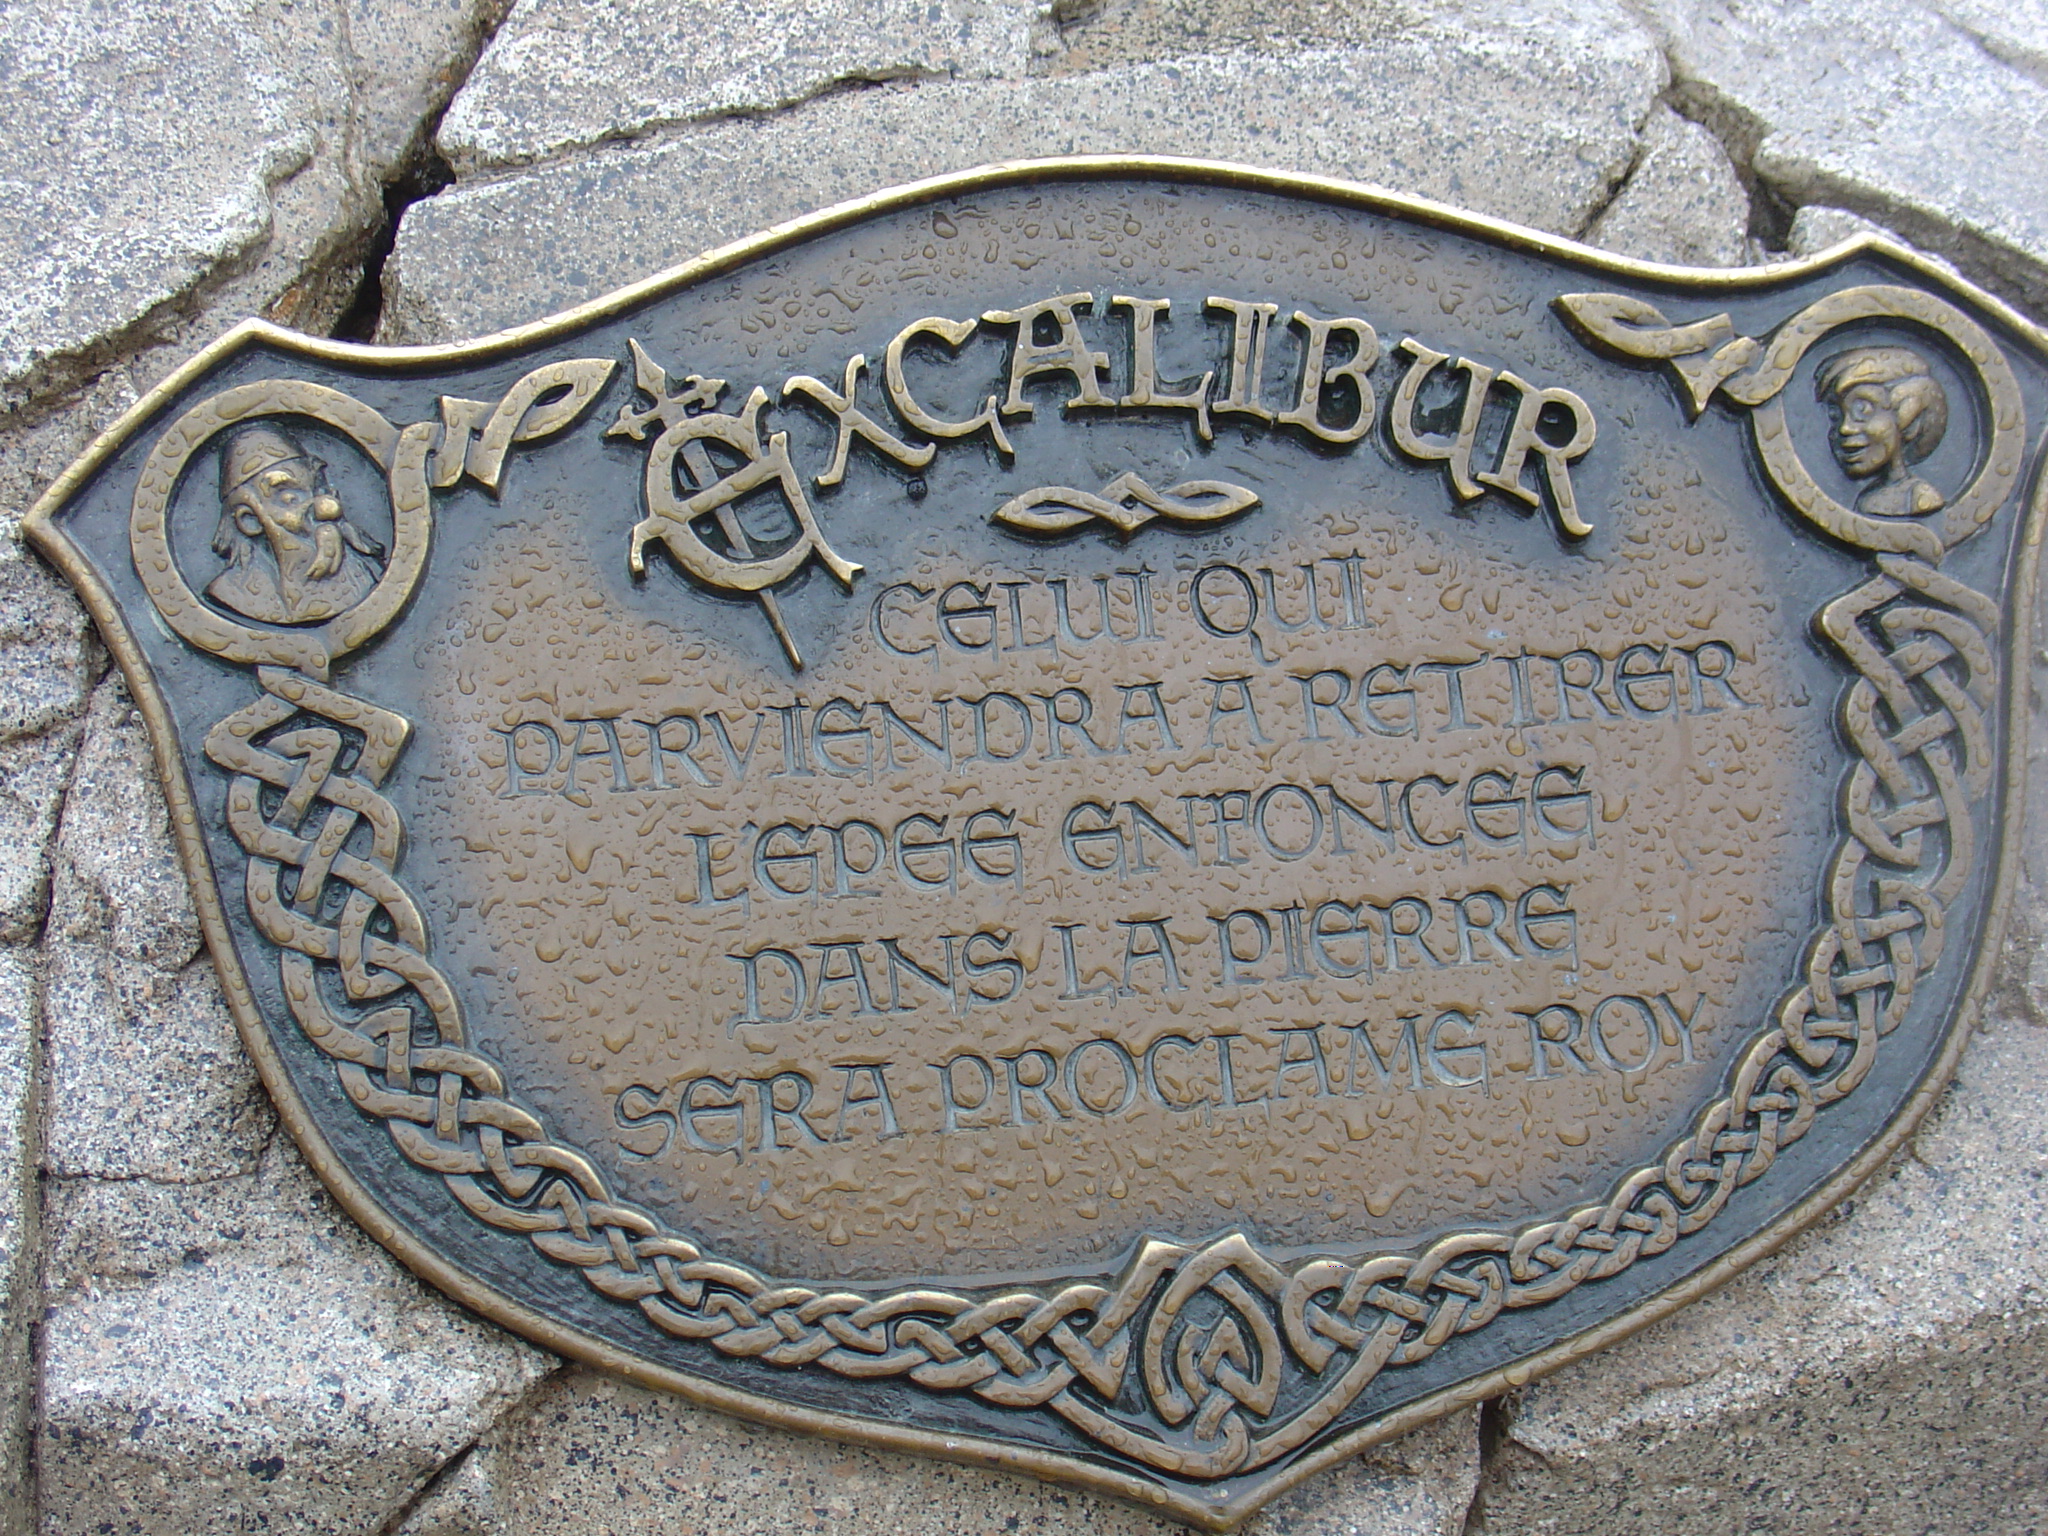 EXCALIBUR
CELUI QUI
PARVIENDRA A RETIRER
L'EPEE ENFONCEE
DANS LA PIERRE
SERA PROCLAME ROY